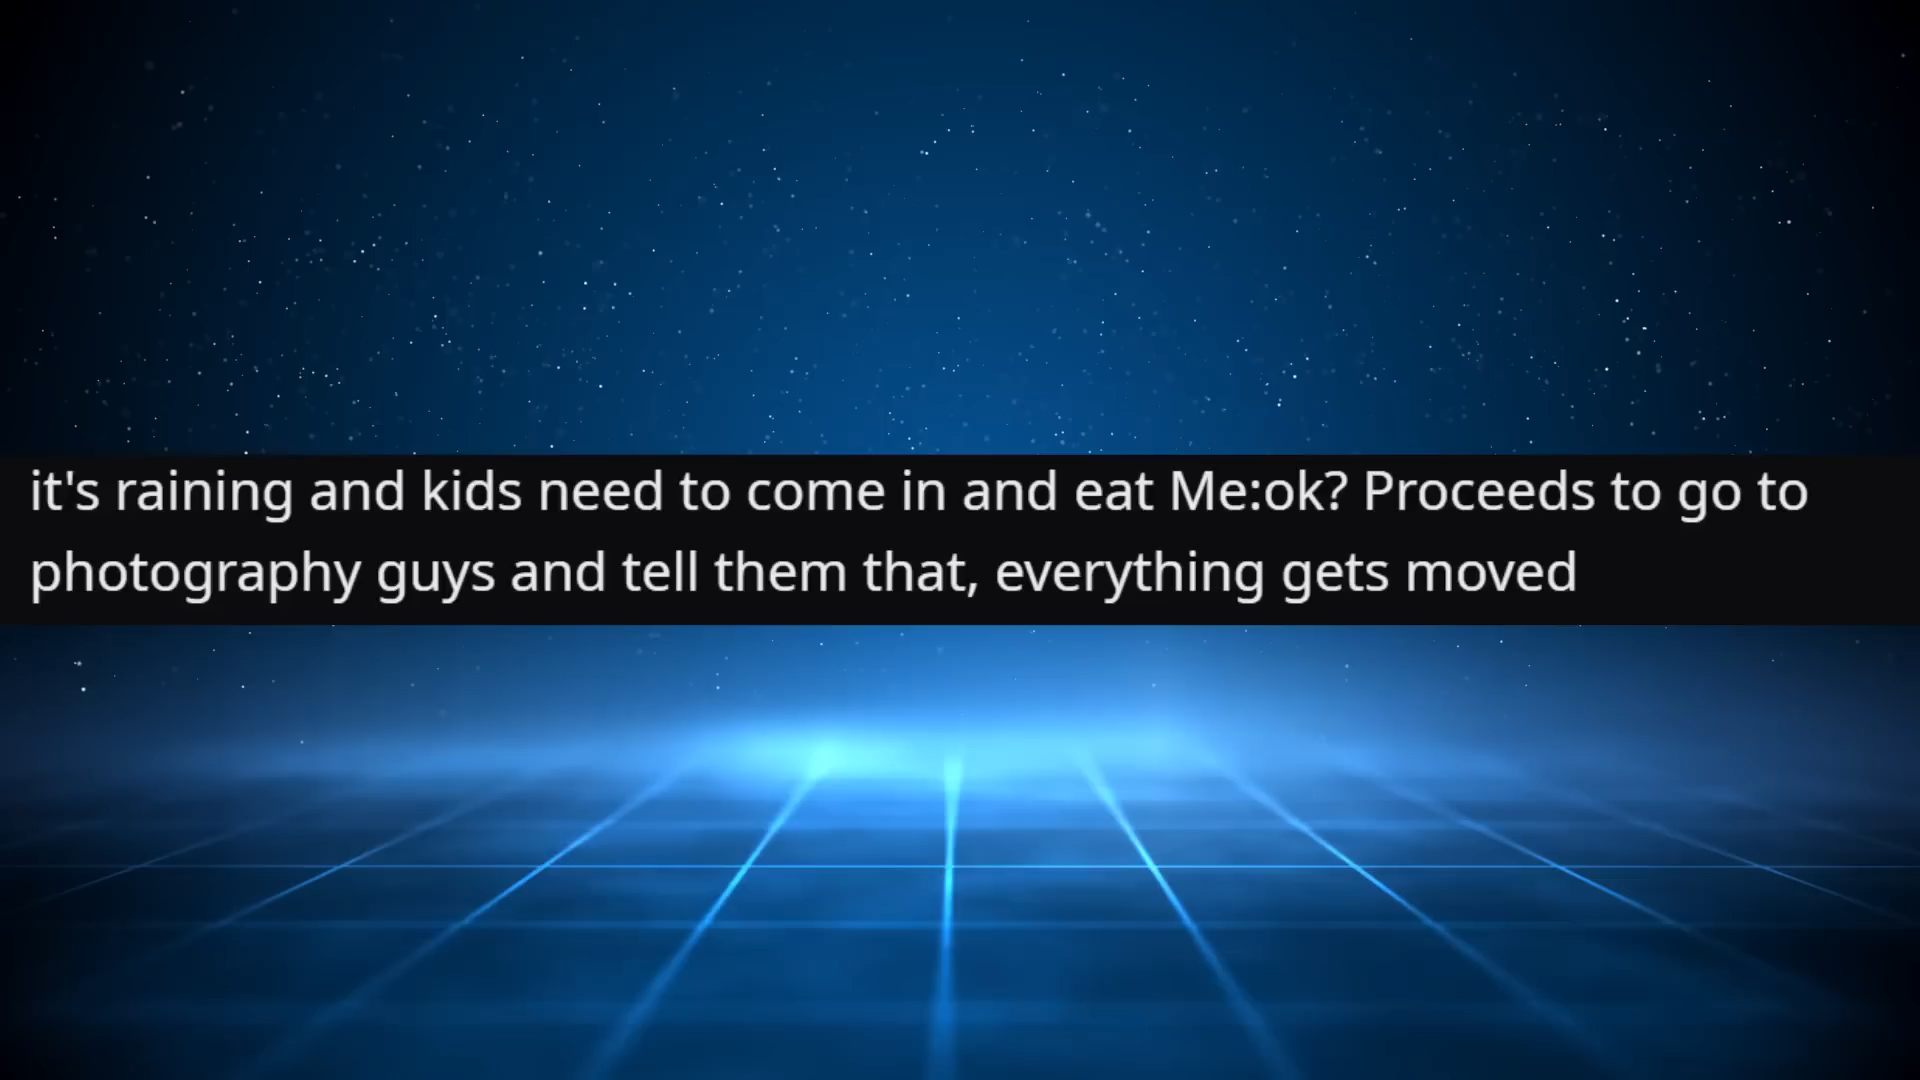 it's raining and kids need to come in and eat Me:ok? Proceeds to go to
photography guys and tell them that, everything gets moved